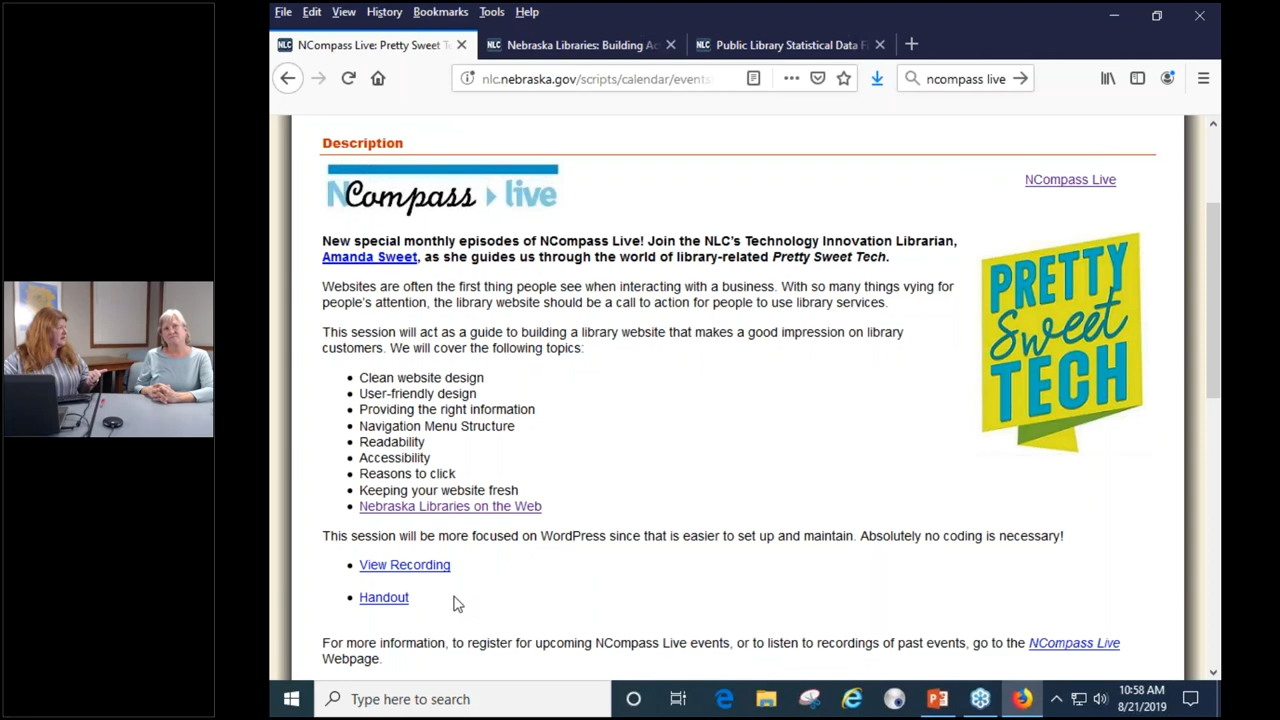 File Edit View History Bookmarks Tools Help
NLC NCompass Live: Pretty Sweet T
NLC Nebraska Libraries: Building Ac
NLC Public Library Statistical Data F
nlc.nebraska.gov/scripts/calendar/events
ncompass live
Description
NCompass live
NCompass Live
New special monthly episodes of NCompass Live! Join the NLC's Technology Innovation Librarian,
Amanda Sweet, as she guides us through the world of library-related Pretty Sweet Tech.
Websites are often the first thing people see when interacting with a business. With so many things vying for
people's attention, the library website should be a call to action for people to use library services.
This session will act as a guide to building a library website that makes a good impression on library
customers. We will cover the following topics:
Clean website design
User-friendly design
Providing the right information
Navigation Menu Structure
Readability
Accessibility
Reasons to click
Keeping your website fresh
Nebraska Libraries on the Web
PRETTY
Sweet
TECH
This session will be more focused on WordPress since that is easier to set up and maintain. Absolutely no coding is necessary!
View Recording
Handout
For more information, to register for upcoming NCompass Live events, or to listen to recordings of past events, go to the NCompass Live
Webpage.
Type here to search
10:58 AM
8/21/2019